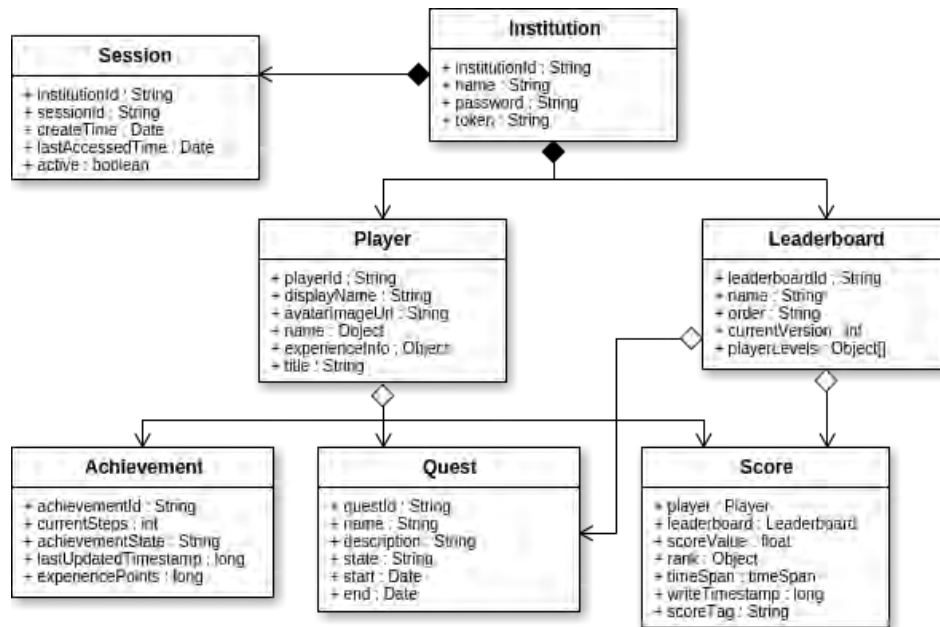 Institution
+ institutionId : String
+ name : String
+ password : String
+ token : String
Session
+ institutionId : String
+ sessionId : String
+ createTime : Date
+ lastAccessedTime : Date
+ active : boolean
Player
+ playerId : String
+ displayName : String
+ avatarImageUrl : String
+ name : Object
+ experienceInfo : Object
+ title : String
Leaderboard
+ leaderboardId : String
+ name : String
+ order : String
+ currentVersion : int
+ playerLevels : Object[]
Achievement
+ achievementId : String
+ currentSteps : int
+ achievementState : String
+ lastUpdatedTimestamp : long
+ experiencePoints : long
Quest
+ questId : String
+ name : String
+ description : String
+ state : String
+ start : Date
+ end : Date
Score
+ player : Player
+ leaderboard : Leaderboard
+ scoreValue : float
+ rank : Object
+ timeSpan : timeSpan
+ writeTimestamp : long
+ scoreTag : String